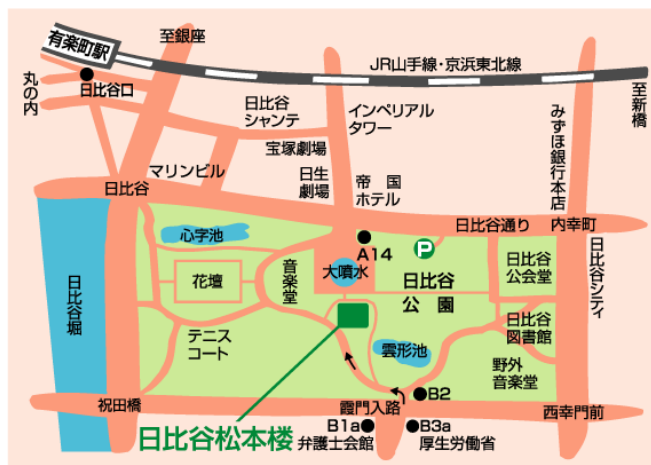 有楽町駅
至銀座
JR山手線・京浜東北線
丸の内
日比谷口
至新橋
日比谷
シャンテ
インペリアル
タワー
みずほ銀行本店
宝塚劇場
マリンビル
日生
劇場
帝国
ホテル
日比谷
日比谷通り
内幸町
心字池
A14
P
日比谷
公会堂
日比谷シティ
花壇
音楽堂
大噴水
日比谷
公園
日比谷堀
テニス
コート
雲形池
日比谷
図書館
野外
音楽堂
B2
祝田橋
霞門入路
西幸門前
日比谷松本楼
B1a
弁護士会館
B3a
厚生労働省